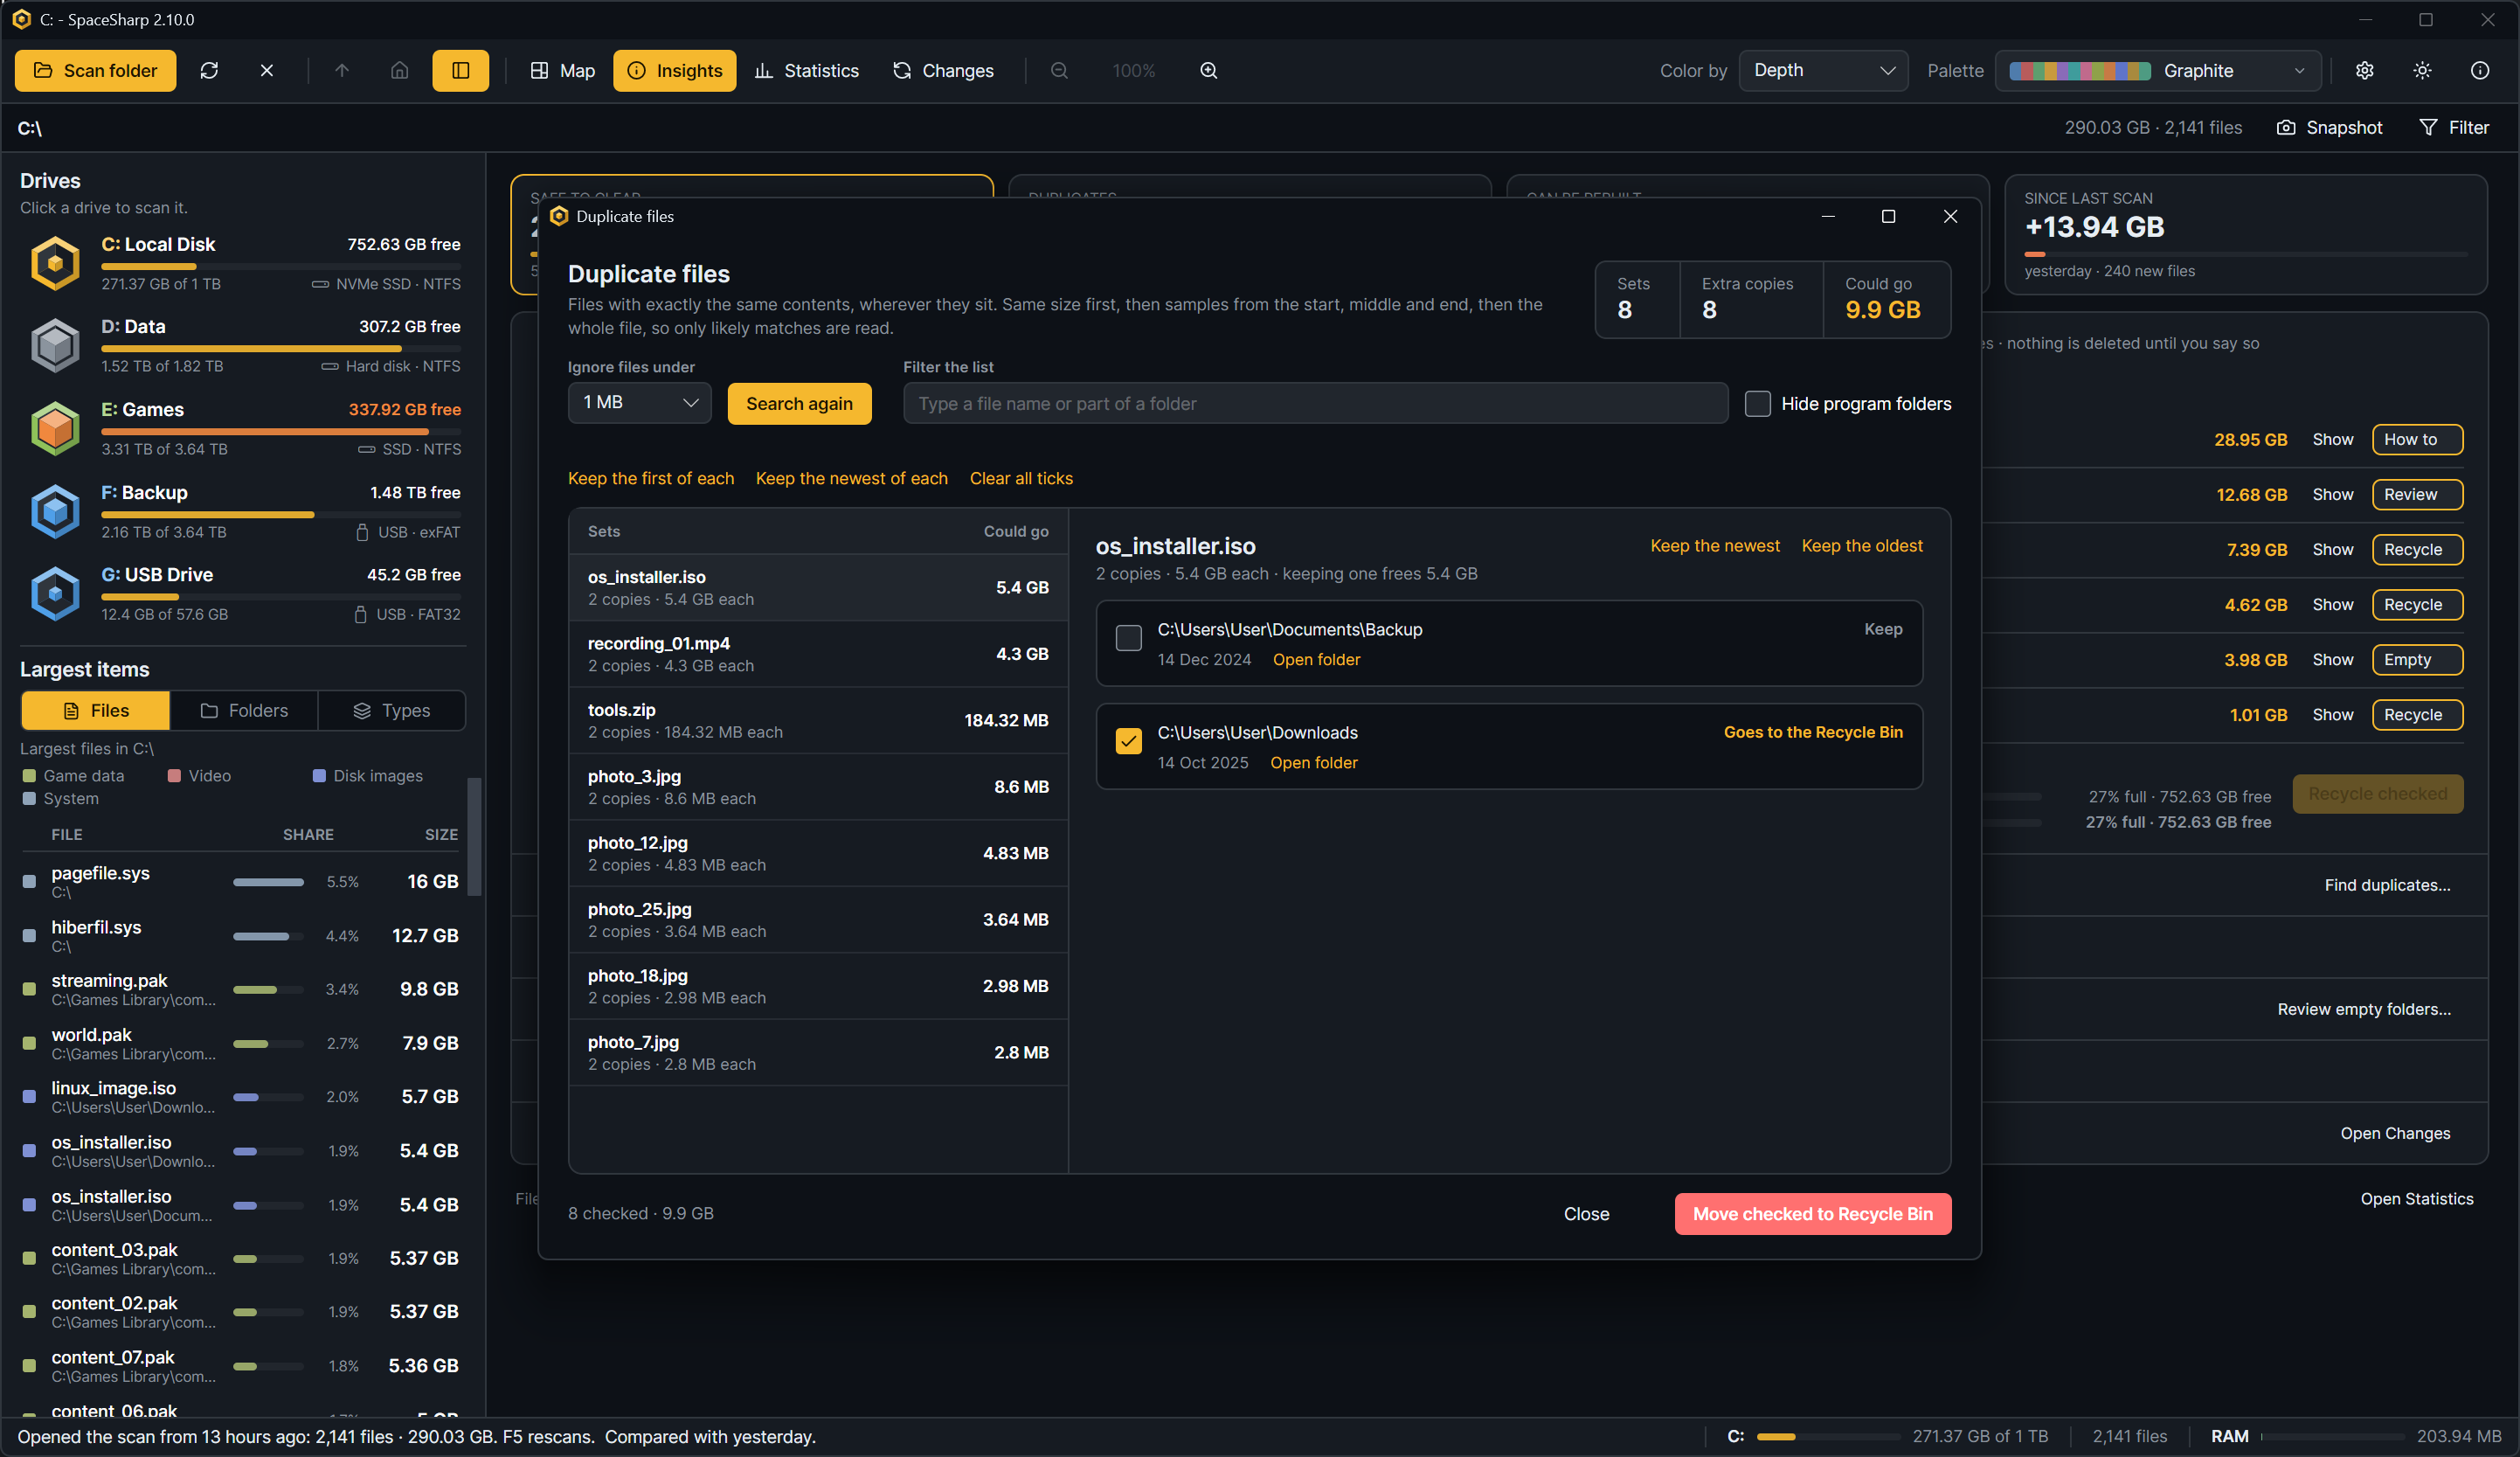 C: - SpaceSharp 2.10.0
Scan folder
Map
Insights
Statistics
Changes
100%
Color by
Depth
Palette
Graphite
C:\
290.03 GB · 2,141 files
Snapshot
Filter
Drives
Click a drive to scan it.
C: Local Disk
752.63 GB free
271.37 GB of 1 TB
NVMe SSD · NTFS
D: Data
307.2 GB free
1.52 TB of 1.82 TB
Hard disk · NTFS
E: Games
337.92 GB free
3.31 TB of 3.64 TB
SSD · NTFS
F: Backup
1.48 TB free
2.16 TB of 3.64 TB
USB · exFAT
G: USB Drive
45.2 GB free
12.4 GB of 57.6 GB
USB · FAT32
Largest items
Files
Folders
Types
Largest files in C:\
Game data
Video
Disk images
System
FILE
SHARE
SIZE
pagefile.sys
C:\
5.5%
16 GB
hiberfil.sys
C:\
4.4%
12.7 GB
streaming.pak
C:\Games Library\com...
3.4%
9.8 GB
world.pak
C:\Games Library\com...
2.7%
7.9 GB
linux_image.iso
C:\Users\User\Downlo...
2.0%
5.7 GB
os_installer.iso
C:\Users\User\Downlo...
1.9%
5.4 GB
os_installer.iso
C:\Users\User\Docum...
1.9%
5.4 GB
content_03.pak
C:\Games Library\com...
1.9%
5.37 GB
content_02.pak
C:\Games Library\com...
1.9%
5.37 GB
content_07.pak
C:\Games Library\com...
1.8%
5.36 GB
content_06.pak
SINCE LAST SCAN
+13.94 GB
yesterday · 240 new files
Duplicate files
Duplicate files
Files with exactly the same contents, wherever they sit. Same size first, then samples from the start, middle and end, then the
whole file, so only likely matches are read.
Sets
8
Extra copies
8
Could go
9.9 GB
Ignore files under
1 MB
Search again
Filter the list
Type a file name or part of a folder
Hide program folders
Keep the first of each
Keep the newest of each
Clear all ticks
Sets
Could go
os_installer.iso
2 copies · 5.4 GB each
5.4 GB
recording_01.mp4
2 copies · 4.3 GB each
4.3 GB
tools.zip
2 copies · 184.32 MB each
184.32 MB
photo_3.jpg
2 copies · 8.6 MB each
8.6 MB
photo_12.jpg
2 copies · 4.83 MB each
4.83 MB
photo_25.jpg
2 copies · 3.64 MB each
3.64 MB
photo_18.jpg
2 copies · 2.98 MB each
2.98 MB
photo_7.jpg
2 copies · 2.8 MB each
2.8 MB
os_installer.iso
Keep the newest
Keep the oldest
2 copies · 5.4 GB each · keeping one frees 5.4 GB
C:\Users\User\Documents\Backup
Keep
14 Dec 2024
Open folder
C:\Users\User\Downloads
Goes to the Recycle Bin
14 Oct 2025
Open folder
8 checked · 9.9 GB
Close
Move checked to Recycle Bin
· nothing is deleted until you say so
28.95 GB
Show
How to
12.68 GB
Show
Review
7.39 GB
Show
Recycle
4.62 GB
Show
Recycle
3.98 GB
Show
Empty
1.01 GB
Show
Recycle
27% full · 752.63 GB free
27% full · 752.63 GB free
Recycle checked
Find duplicates...
Review empty folders...
Open Changes
Open Statistics
Opened the scan from 13 hours ago: 2,141 files · 290.03 GB. F5 rescans. Compared with yesterday.
C:
271.37 GB of 1 TB
2,141 files
RAM
203.94 MB